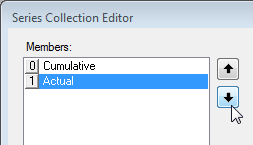 Series Collection Editor
Members:
0 Cumulative
1 Actual